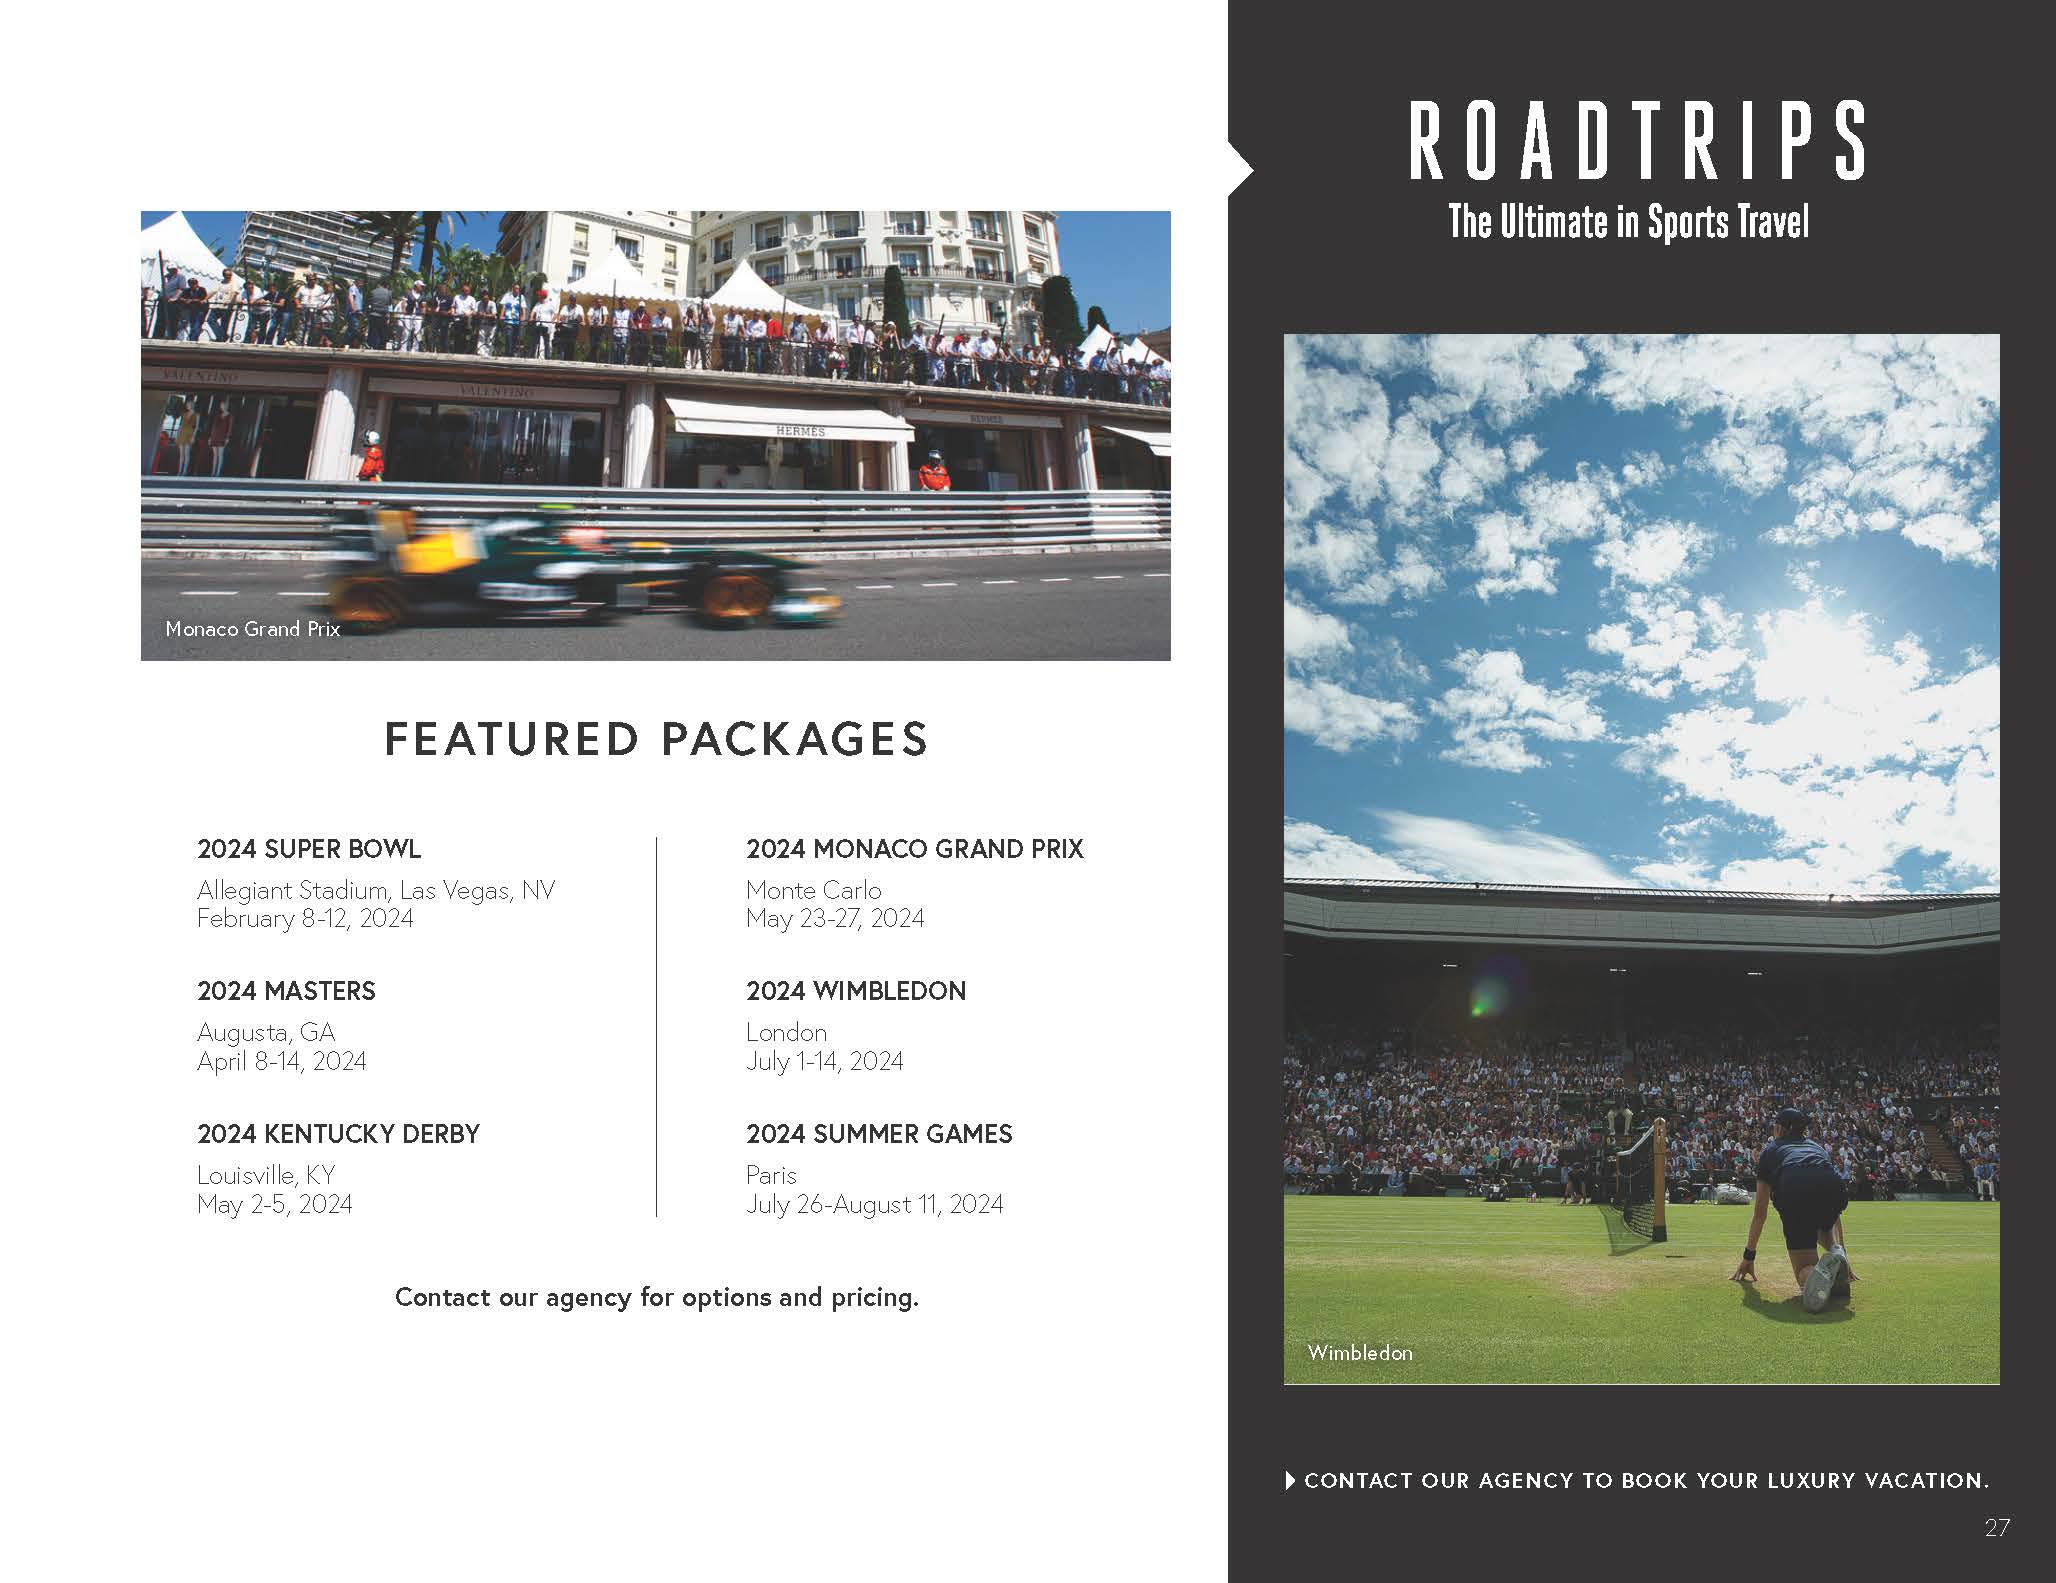 VALENTINO
VALENTINO
HERMÈS
HERMÈS
Monaco Grand Prix
FEATURED PACKAGES
2024 SUPER BOWL
Allegiant Stadium, Las Vegas, NV
February 8-12, 2024
2024 MASTERS
Augusta, GA
April 8-14, 2024
2024 KENTUCKY DERBY
Louisville, KY
May 2-5, 2024
2024 MONACO GRAND PRIX
Monte Carlo
May 23-27, 2024
2024 WIMBLEDON
London
July 1-14, 2024
2024 SUMMER GAMES
Paris
July 26-August 11, 2024
Contact our agency for options and pricing.
ROADTRIPS
The Ultimate in Sports Travel
Wimbledon
CONTACT OUR AGENCY TO BOOK YOUR LUXURY VACATION.
27